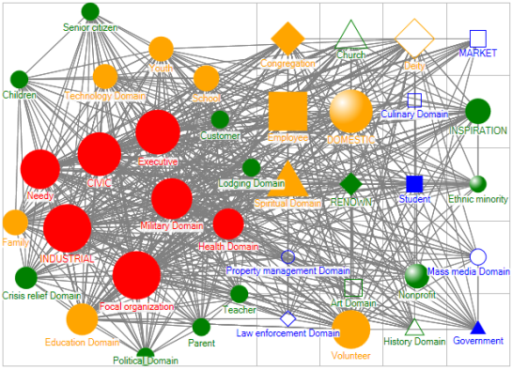 Senior citizen
Youth
Congregation
Church
Deity
MARKET
Children
Technology Domain
School
Customer
Employee
DOMESTIC
Culinary Domain
INSPIRATION
Executive
CIVIC
Needy
Lodging Domain
Spiritual Domain
RENOWN
Student
Ethnic minority
Military Domain
Family
INDUSTRIAL
Health Domain
Property management Domain
Mass media Domain
Crisis relief Domain
Focal organization
Teacher
Art Domain
Nonprofit
Education Domain
Parent
Law enforcement Domain
Volunteer
History Domain
Government
Political Domain